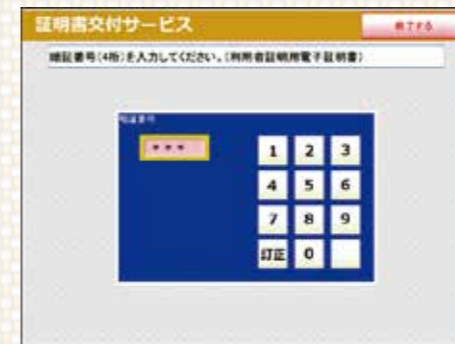 証明書交付サービス
終了する
暗証番号(4桁)を入力してください。(利用者証明用電子証明書)
暗証番号
***
1 2 3
4 5 6
7 8 9
訂正 0